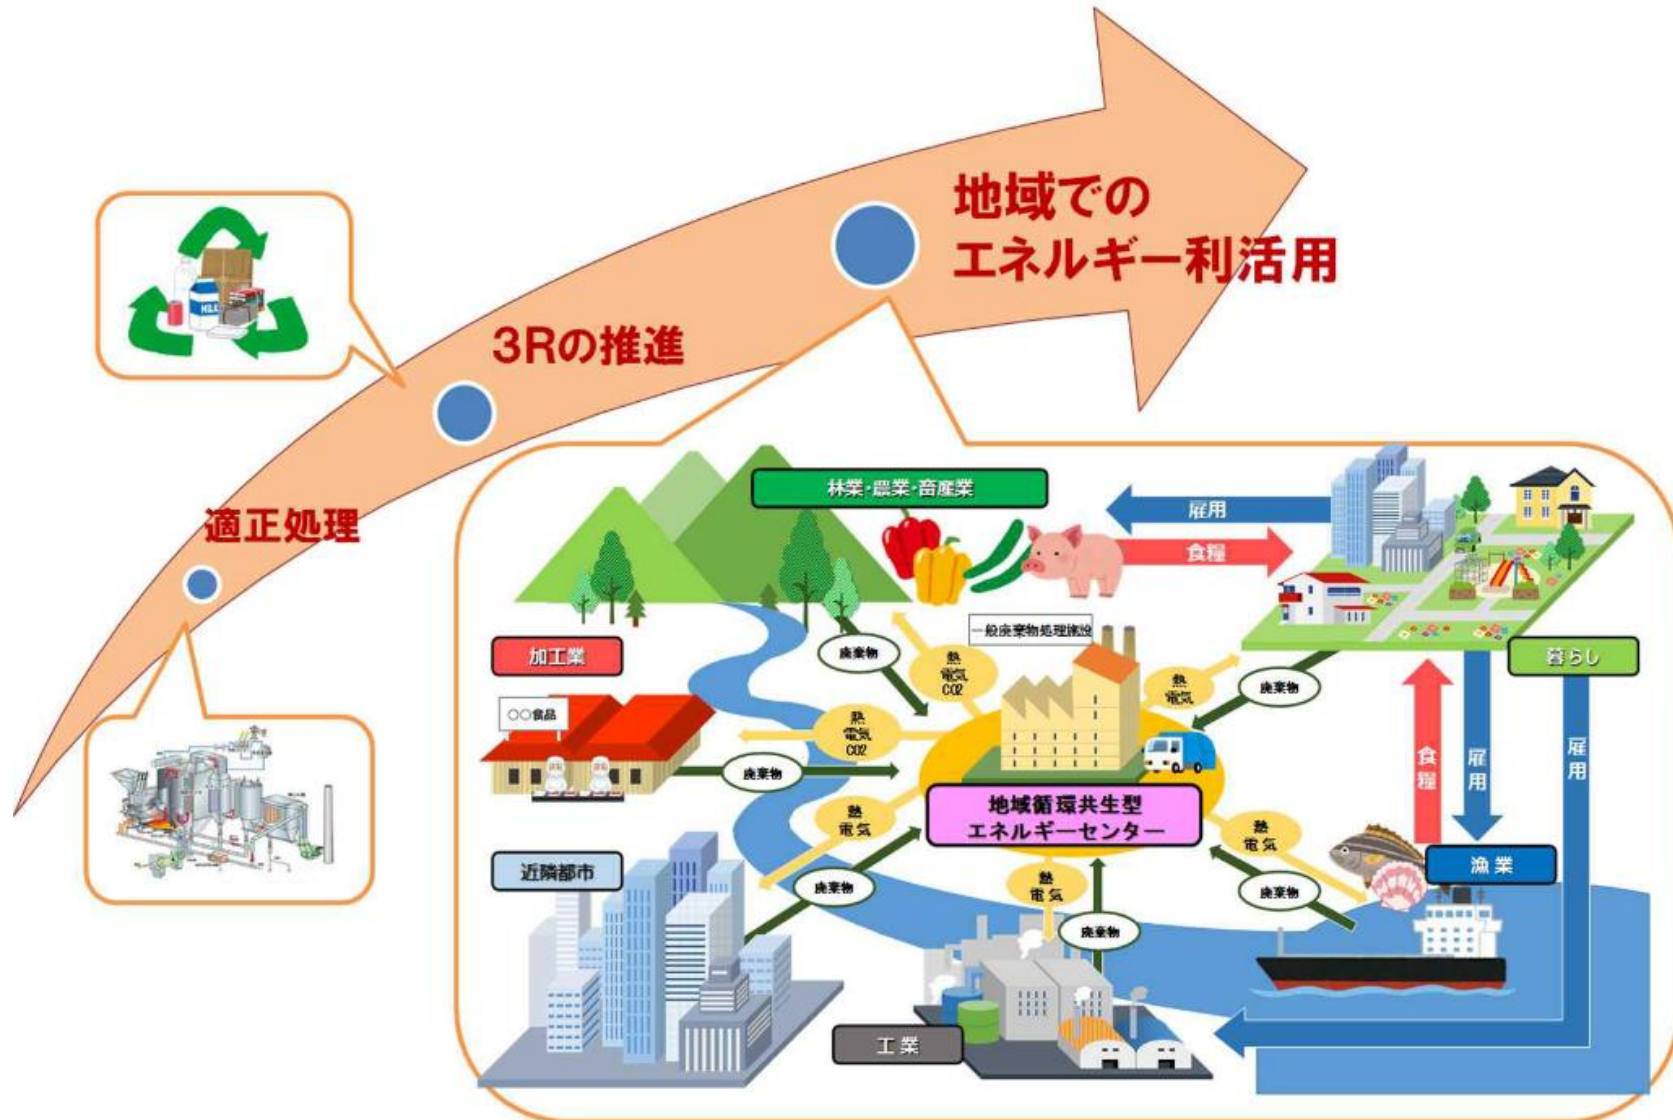 地域での
エネルギー利活用
3Rの推進
適正処理
MILK
林業・農業・畜産業
雇用
食糧
一般廃棄物処理施設
加工業
廃棄物
熱
電気
CO2
熱
電気
廃棄物
暮らし
〇〇食品
熱
電気
CO2
廃棄物
食糧
雇用
雇用
地域循環共生型
エネルギーセンター
熱
電気
熱
電気
漁業
近隣都市
廃棄物
熱
電気
廃棄物
廃棄物
工業